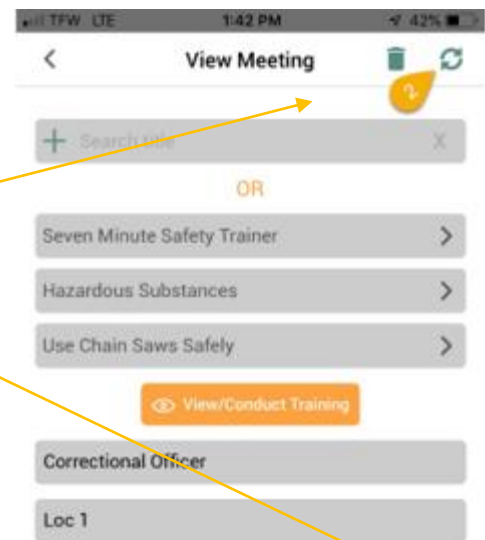 TFW LTE 1:42 PM 42%
View Meeting
2
+ Search title X
OR
Seven Minute Safety Trainer >
Hazardous Substances >
Use Chain Saws Safely >
View/Conduct Training
Correctional Officer
Loc 1